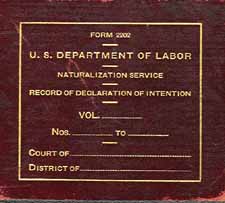 FORM 2202
U. S. DEPARTMENT OF LABOR
NATURALIZATION SERVICE
RECORD OF DECLARATION OF INTENTION
VOL.
NOS. TO
COURT OF
DISTRICT OF